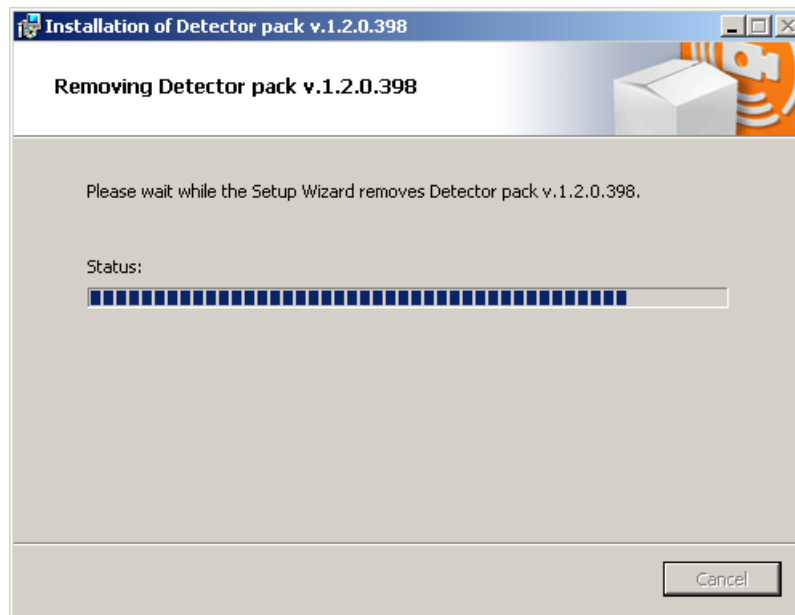 Installation of Detector pack v.1.2.0.398
Removing Detector pack v.1.2.0.398
Please wait while the Setup Wizard removes Detector pack v.1.2.0.398.
Status:
Cancel